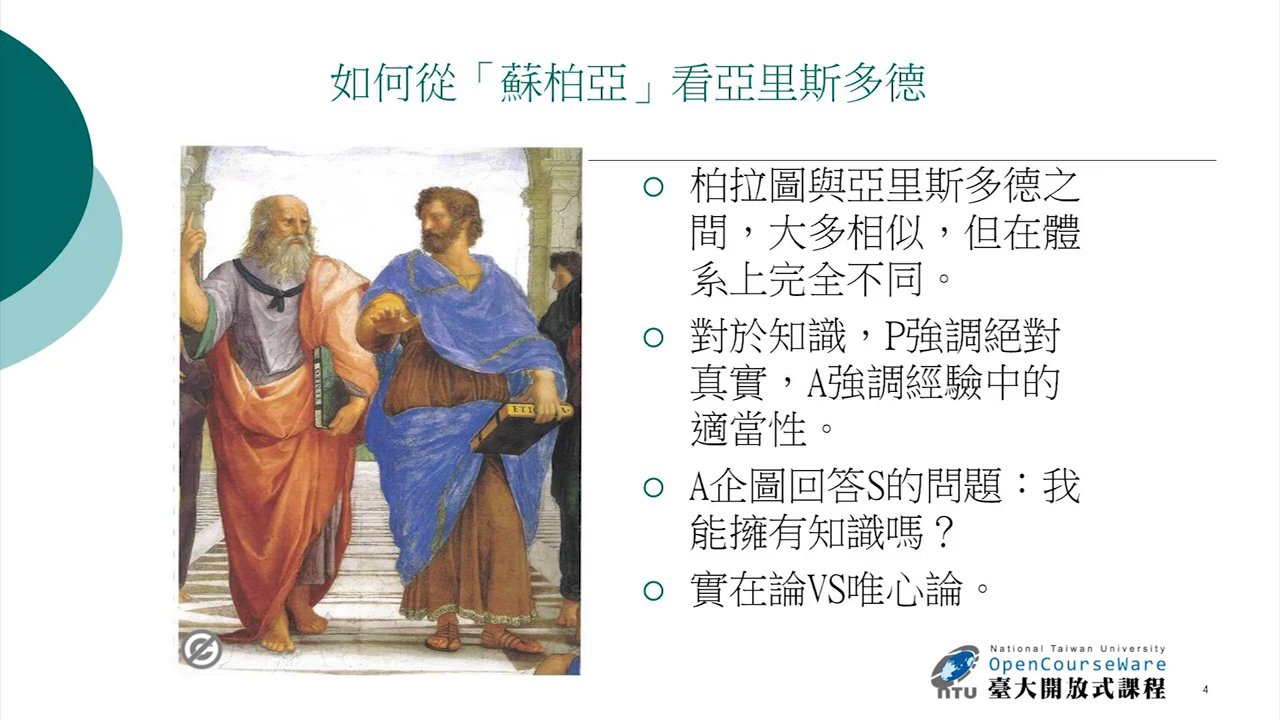 如何從「蘇柏亞」看亞里斯多德
柏拉圖與亞里斯多德之
間，大多相似，但在體
系上完全不同。
對於知識，P強調絕對
真實，A強調經驗中的
適當性。
A企圖回答S的問題：我
能擁有知識嗎？
實在論VS唯心論。
ETIC
National Taiwan University
OpenCourseWare
NTU 臺大開放式課程
4